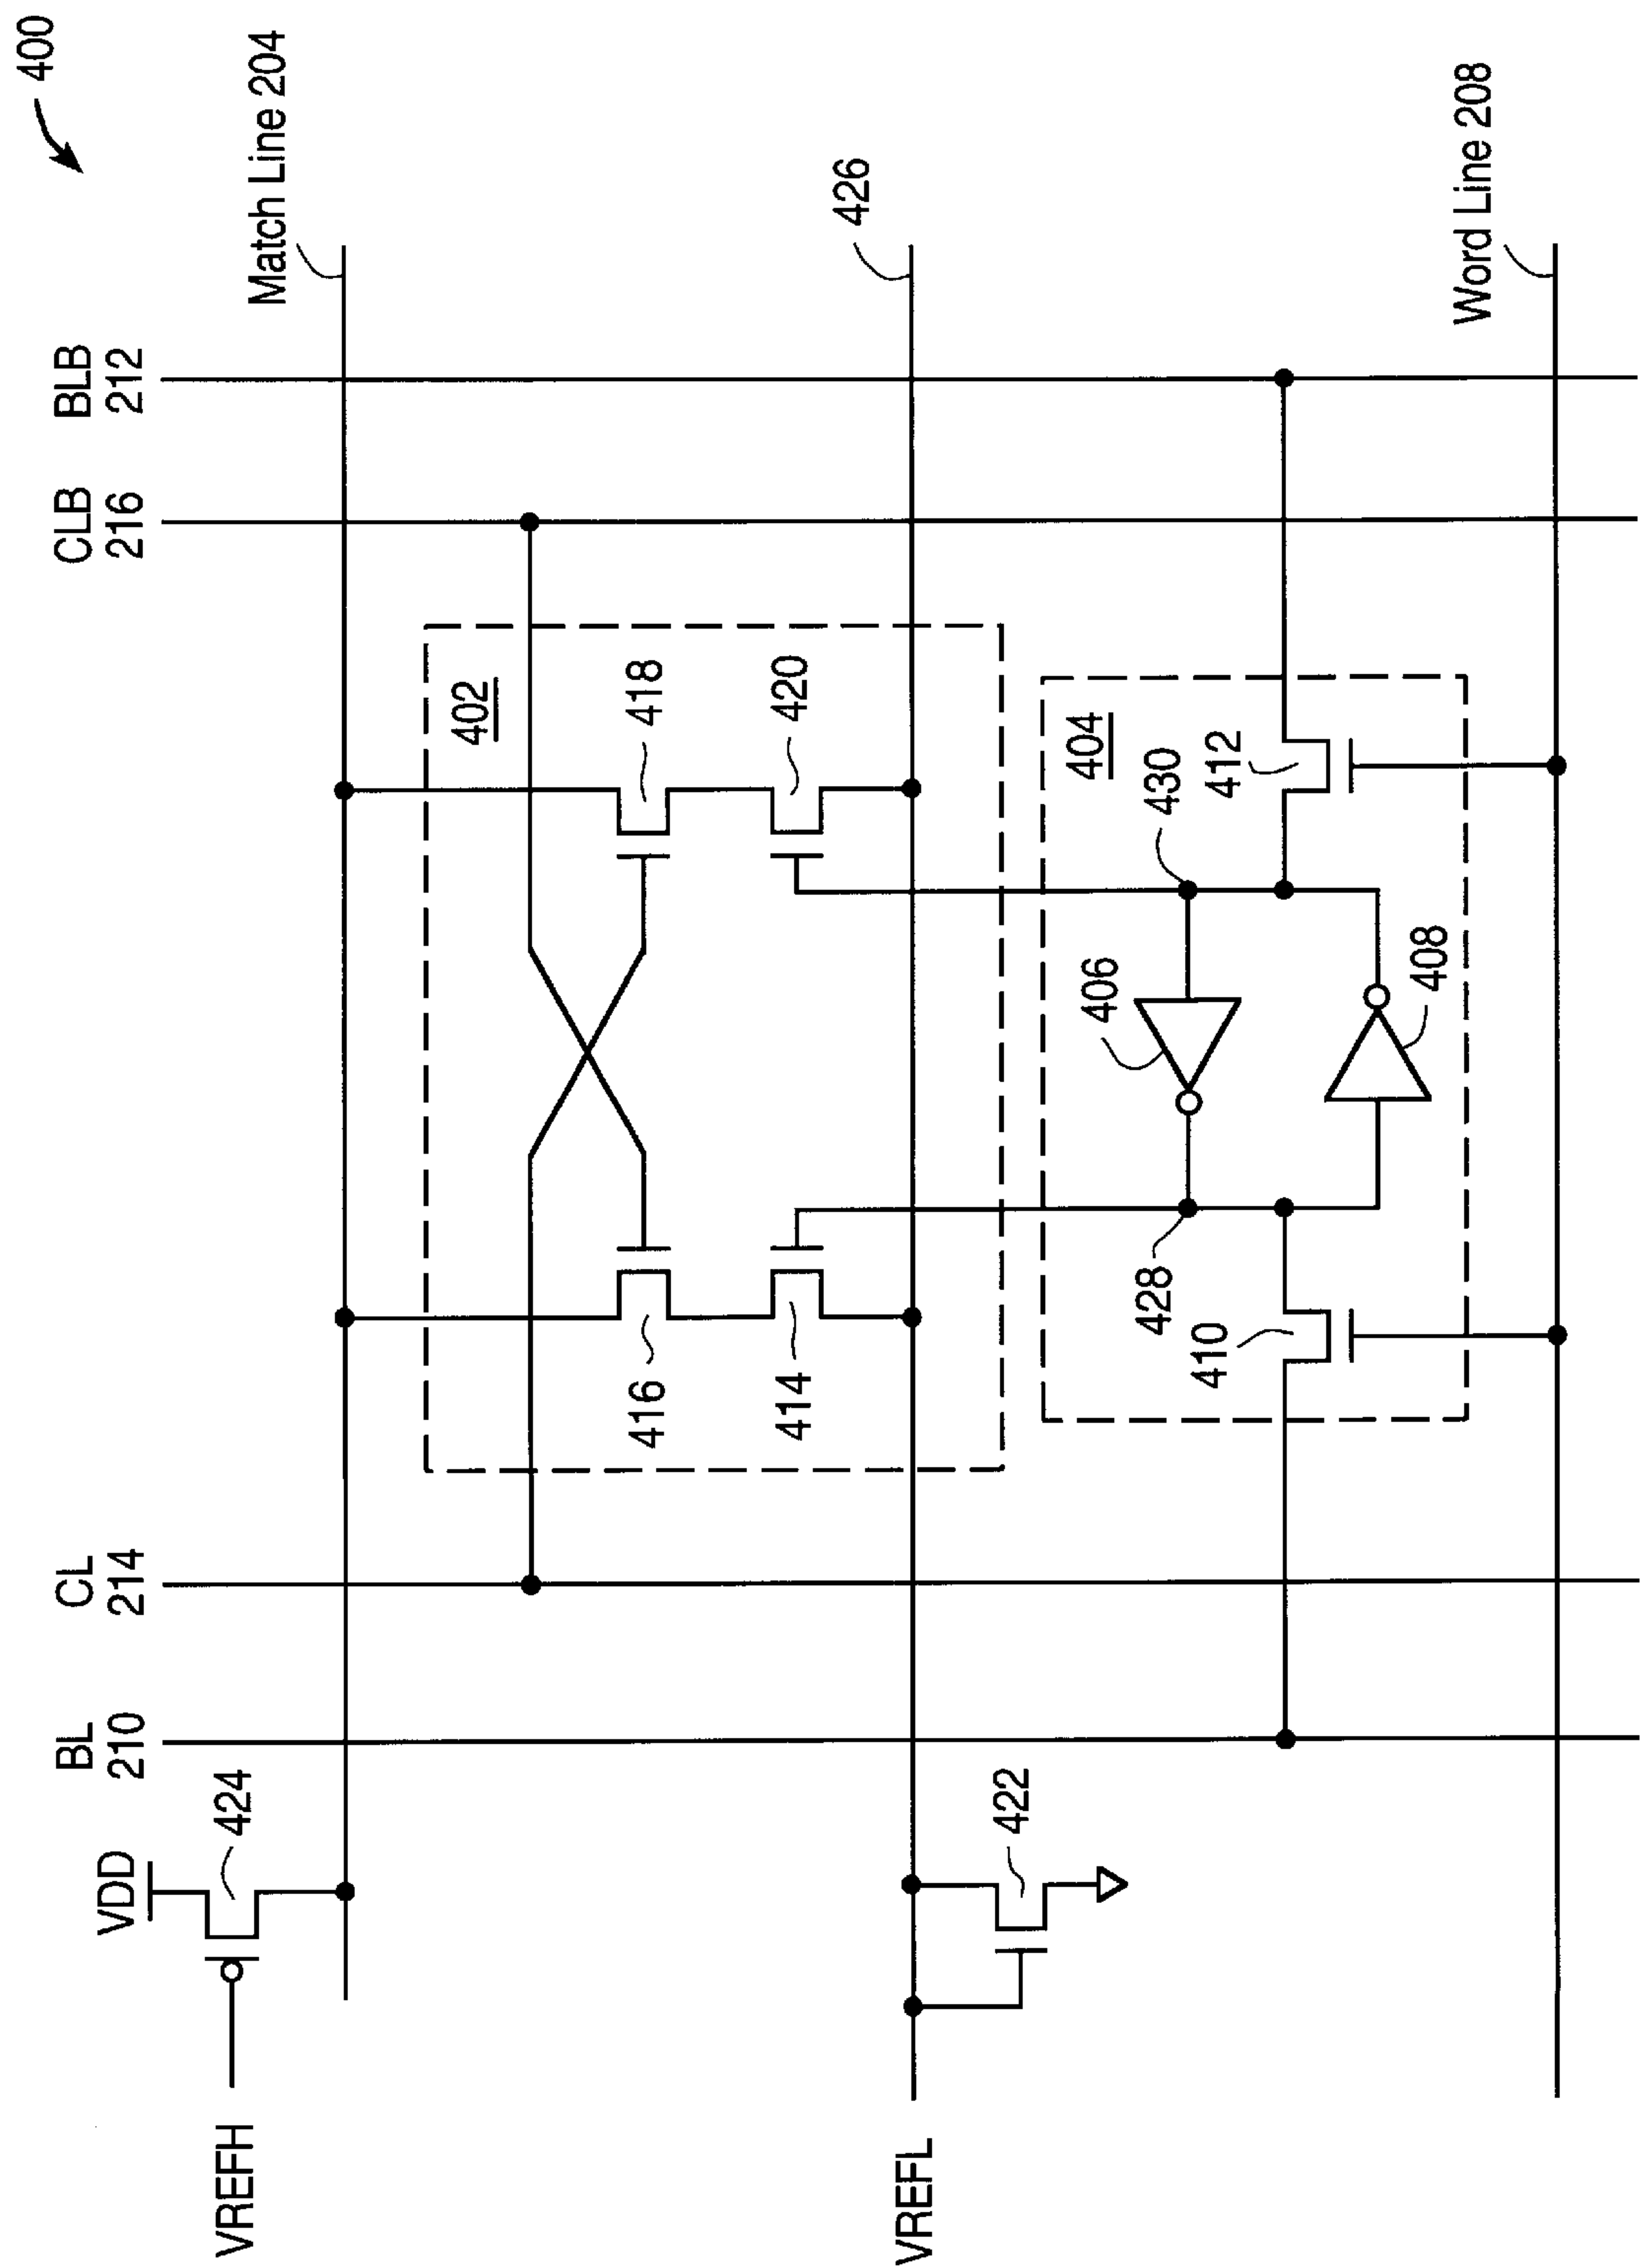 400
Match Line 204
426
Word Line 208
BLB
212
CLB
216
402
418
420
404
430
412
406
408
416
414
428
410
CL
214
BL
210
VDD
424
422
VREFH
VREFL